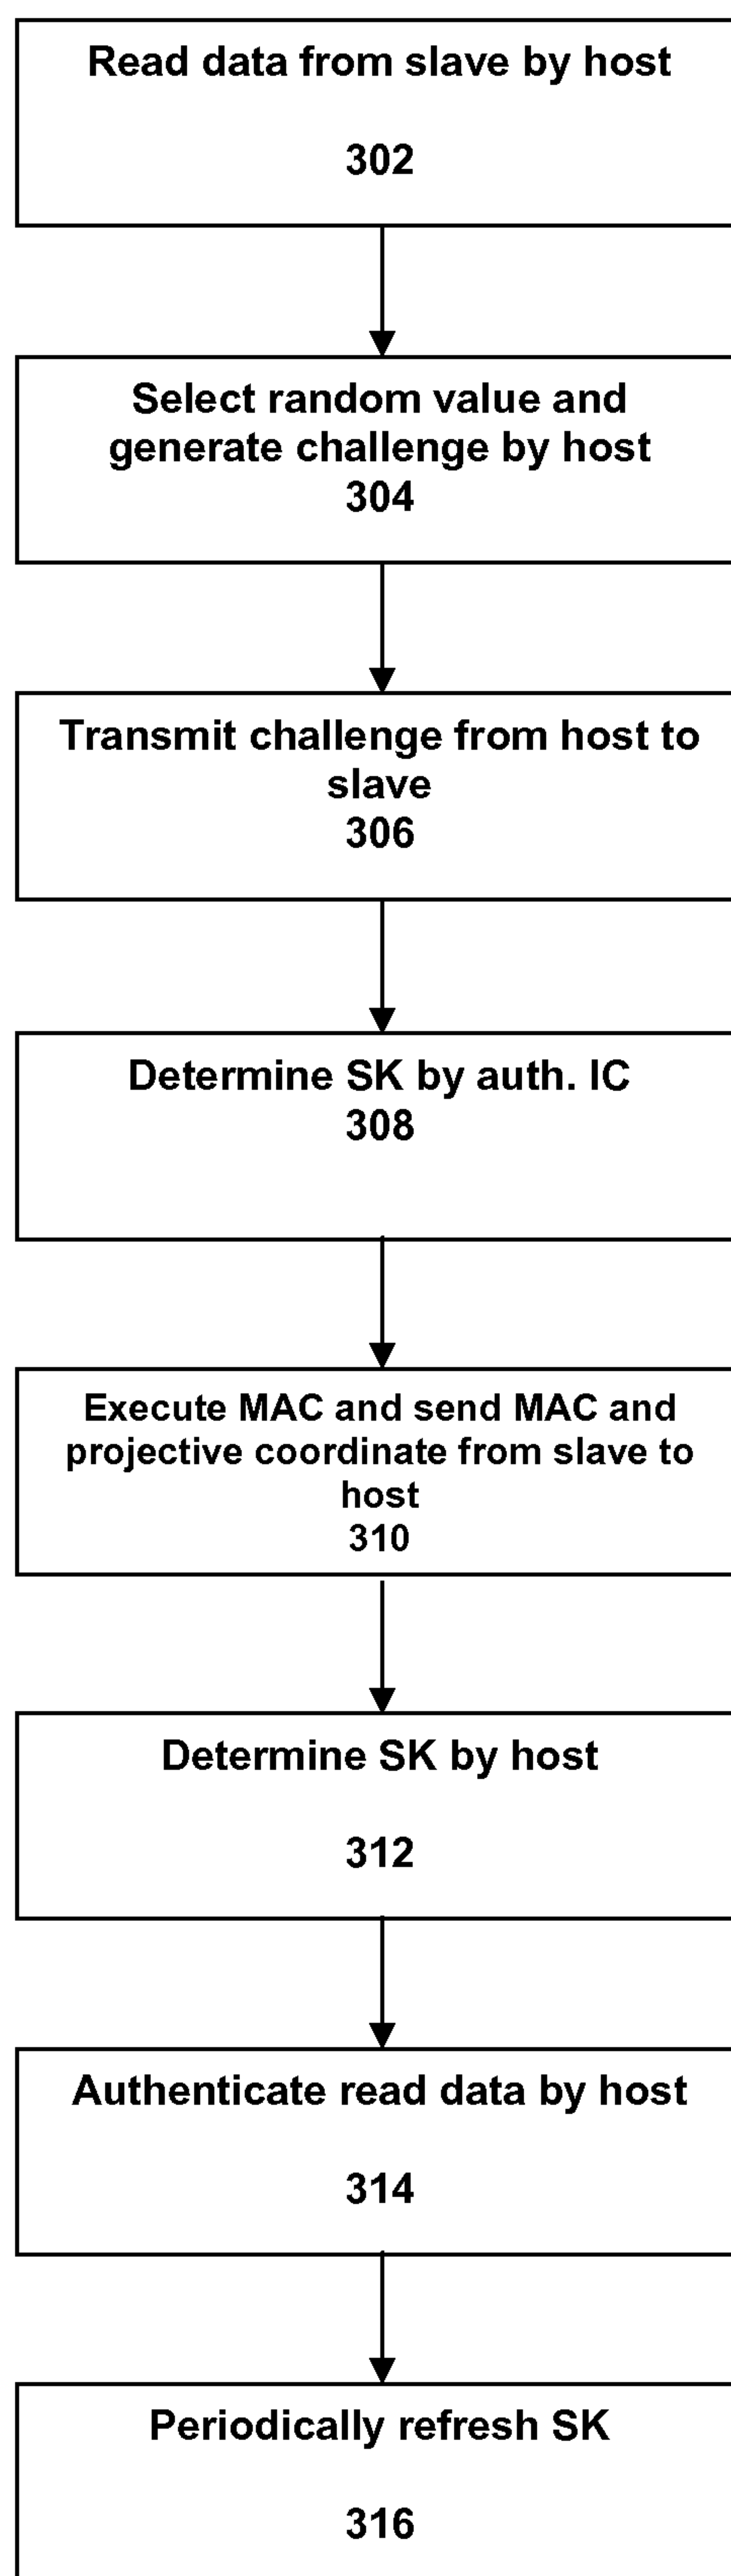 Read data from slave by host
302
Select random value and
generate challenge by host
304
Transmit challenge from host to
slave
306
Determine SK by auth. IC
308
Execute MAC and send MAC and
projective coordinate from slave to
host
310
Determine SK by host
312
Authenticate read data by host
314
Periodically refresh SK
316